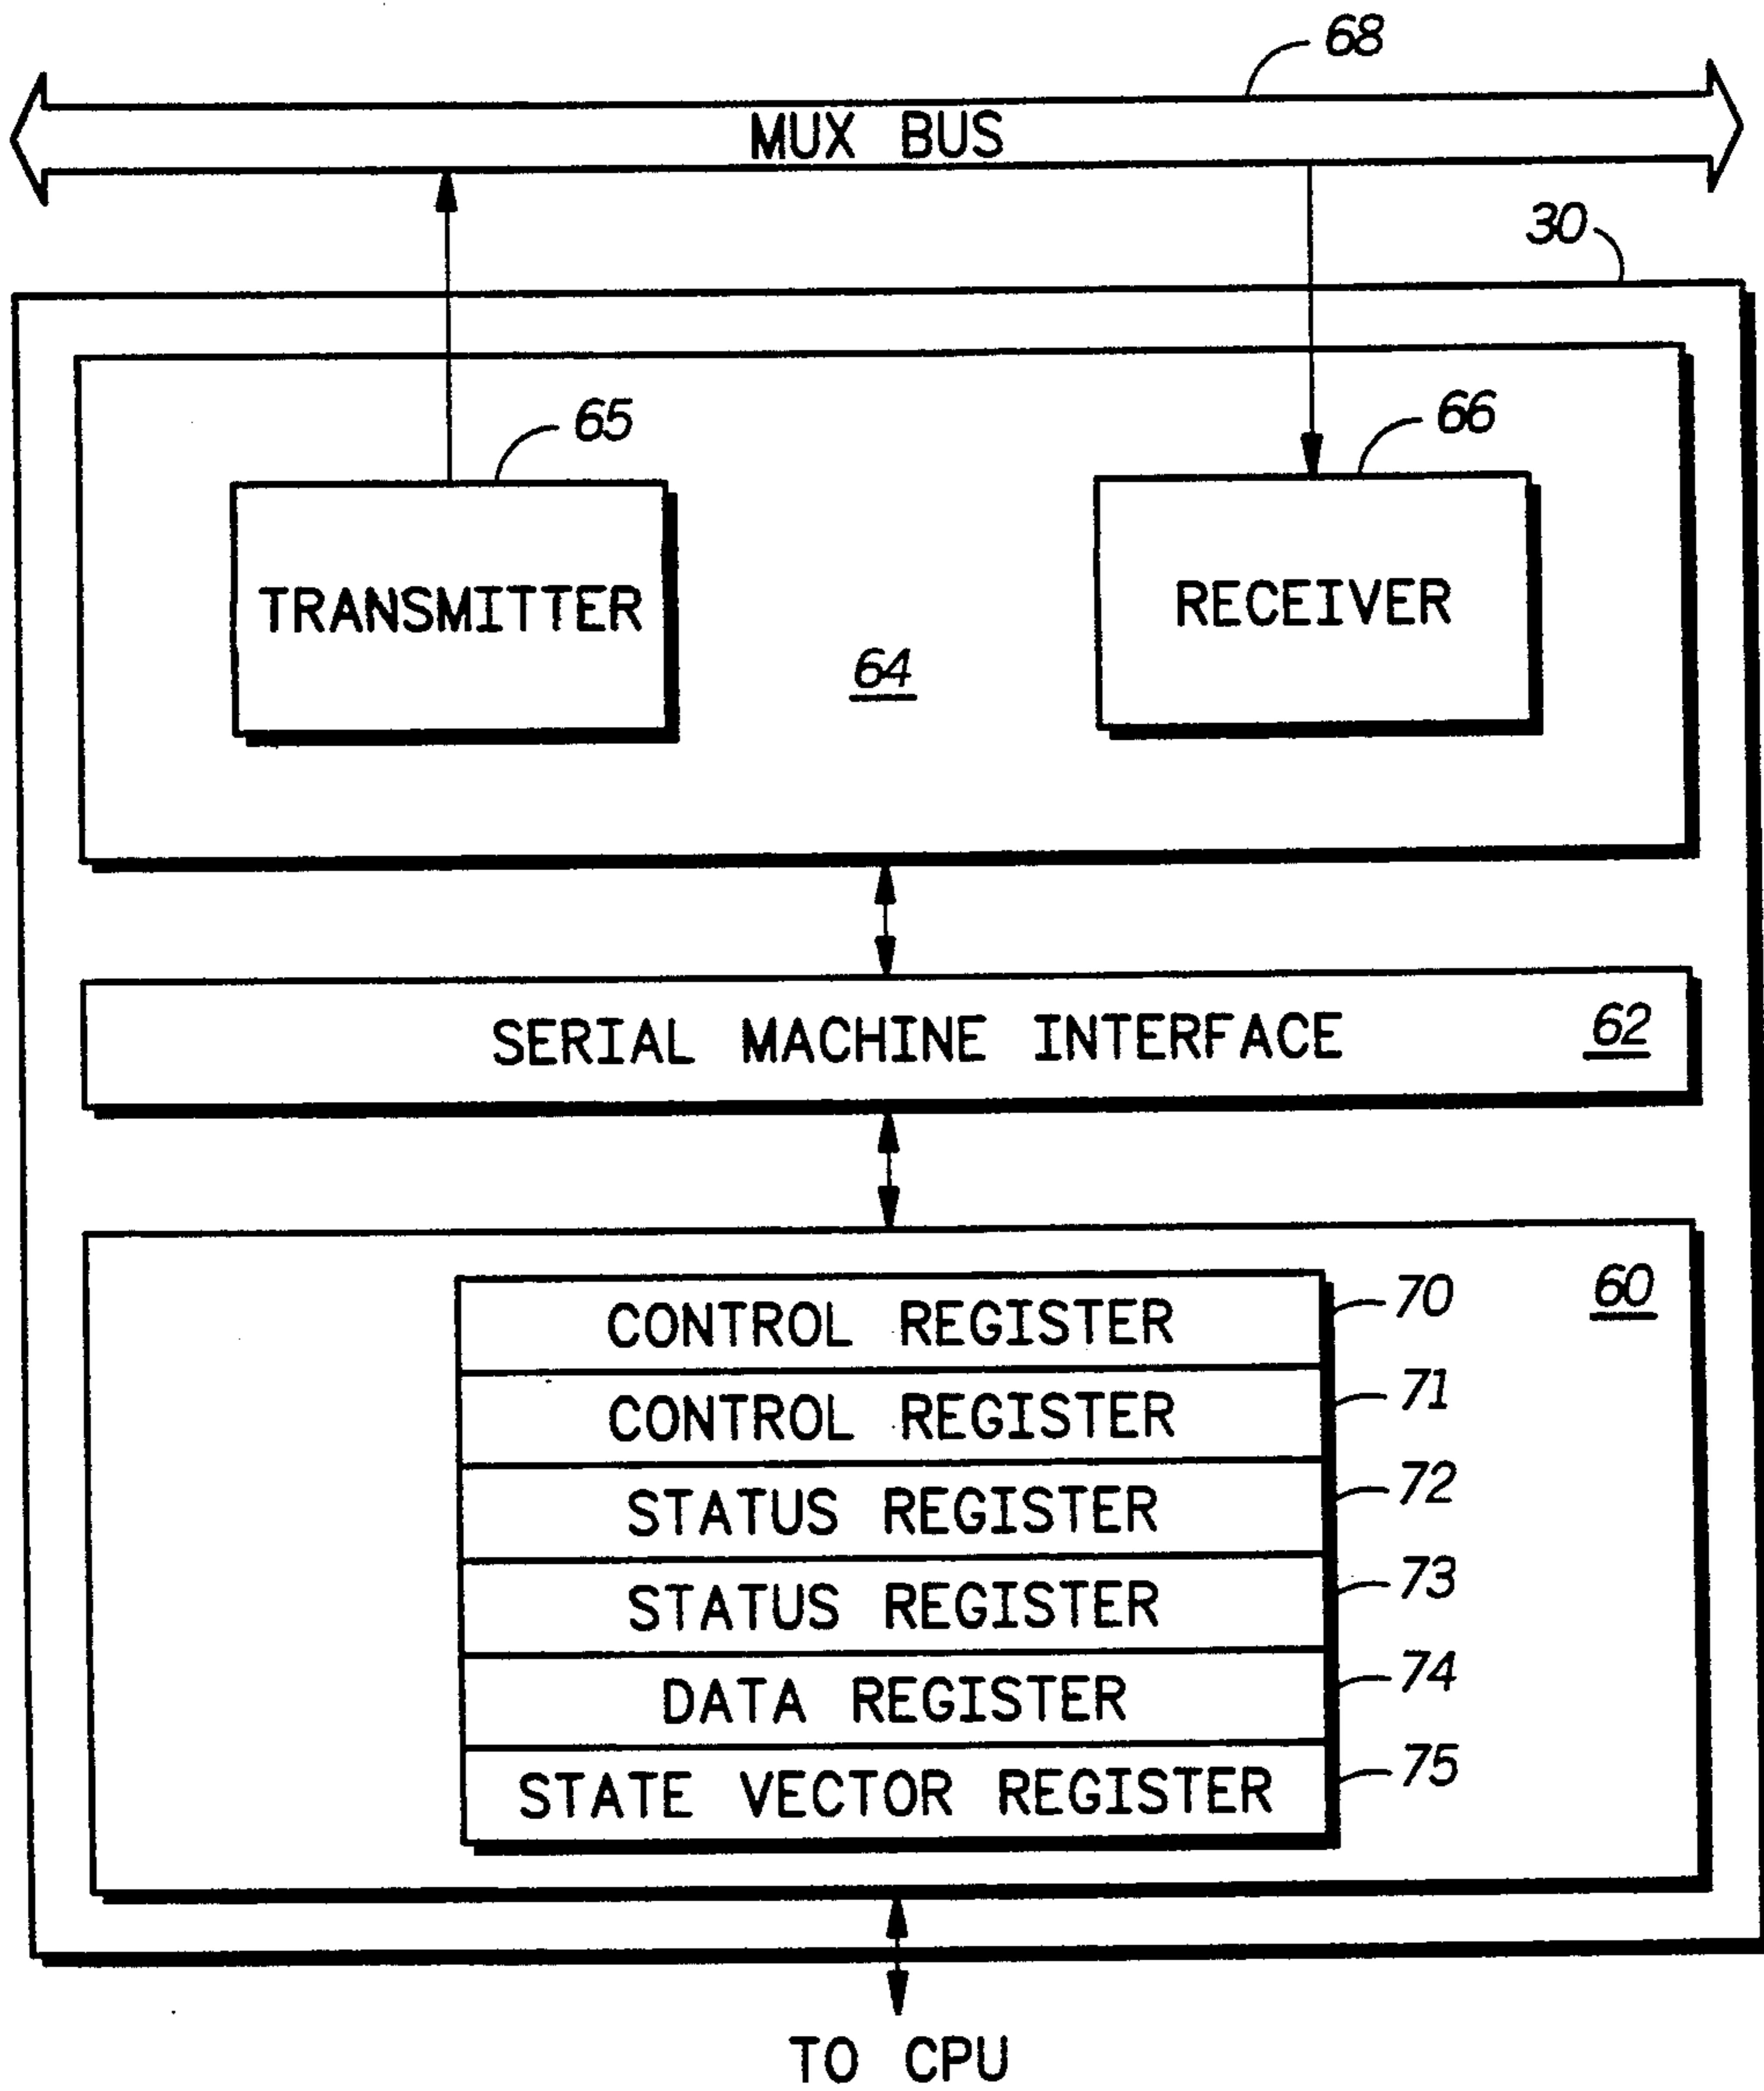 68
MUX BUS
30
65
66
TRANSMITTER
RECEIVER
64
SERIAL MACHINE INTERFACE 62
60
CONTROL REGISTER 70
CONTROL REGISTER 71
STATUS REGISTER 72
STATUS REGISTER 73
DATA REGISTER 74
STATE VECTOR REGISTER 75
TO CPU